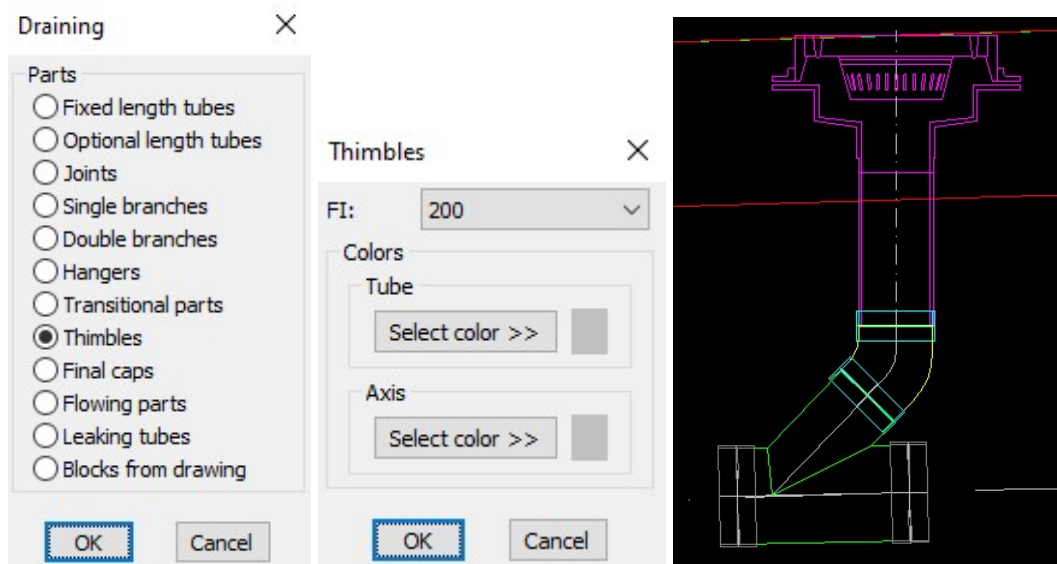 Draining
Parts
Fixed length tubes
Optional length tubes
Joints
Single branches
Double branches
Hangers
Transitional parts
Thimbles
Final caps
Flowing parts
Leaking tubes
Blocks from drawing
OK Cancel
Thimbles
FI: 200
Colors
Tube
Select color >>
Axis
Select color >>
OK Cancel